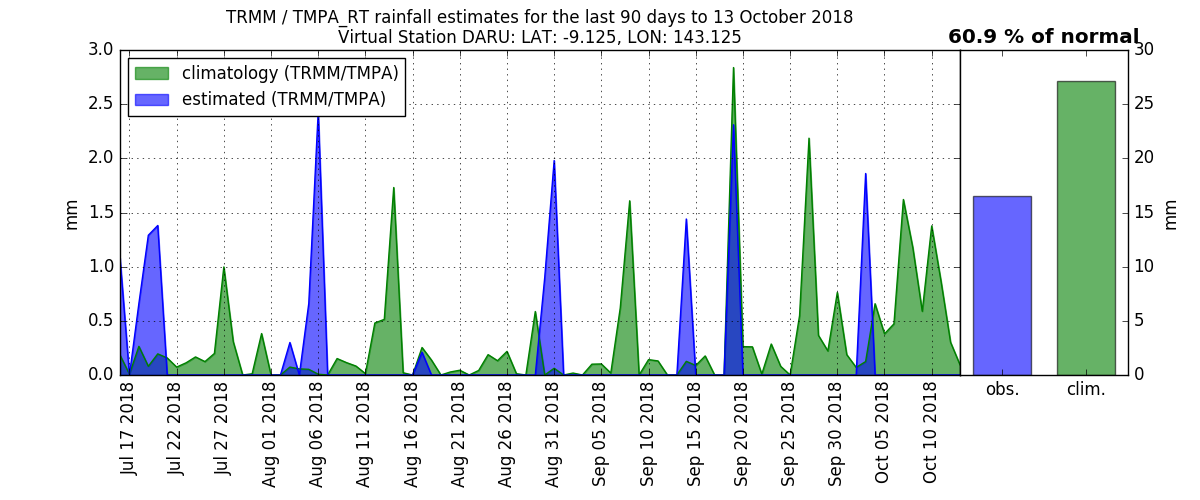 TRMM / TMPA_RT rainfall estimates for the last 90 days to 13 October 2018
Virtual Station DARU: LAT: -9.125, LON: 143.125
60.9 % of normal
climatology (TRMM/TMPA)
estimated (TRMM/TMPA)
mm
3.0
2.5
2.0
1.5
1.0
0.5
0.0
Jul 17 2018
Jul 22 2018
Jul 27 2018
Aug 01 2018
Aug 06 2018
Aug 11 2018
Aug 16 2018
Aug 21 2018
Aug 26 2018
Aug 31 2018
Sep 05 2018
Sep 10 2018
Sep 15 2018
Sep 20 2018
Sep 25 2018
Sep 30 2018
Oct 05 2018
Oct 10 2018
obs.
clim.
30
25
20
15
10
5
0
mm